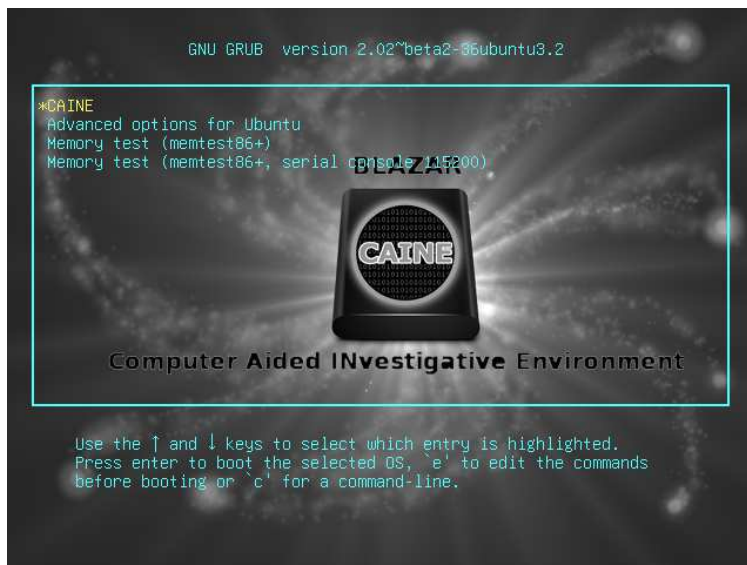 GNU GRUB version 2.02~beta2-36ubuntu3.2
*CAINE
Advanced options for Ubuntu
Memory test (memtest86+)
Memory test (memtest86+, serial console 115200)
BLAZAR
CAINE
Computer Aided INvestigative Environment
Use the ↑ and ↓ keys to select which entry is highlighted.
Press enter to boot the selected OS, `e' to edit the commands
before booting or `c' for a command-line.